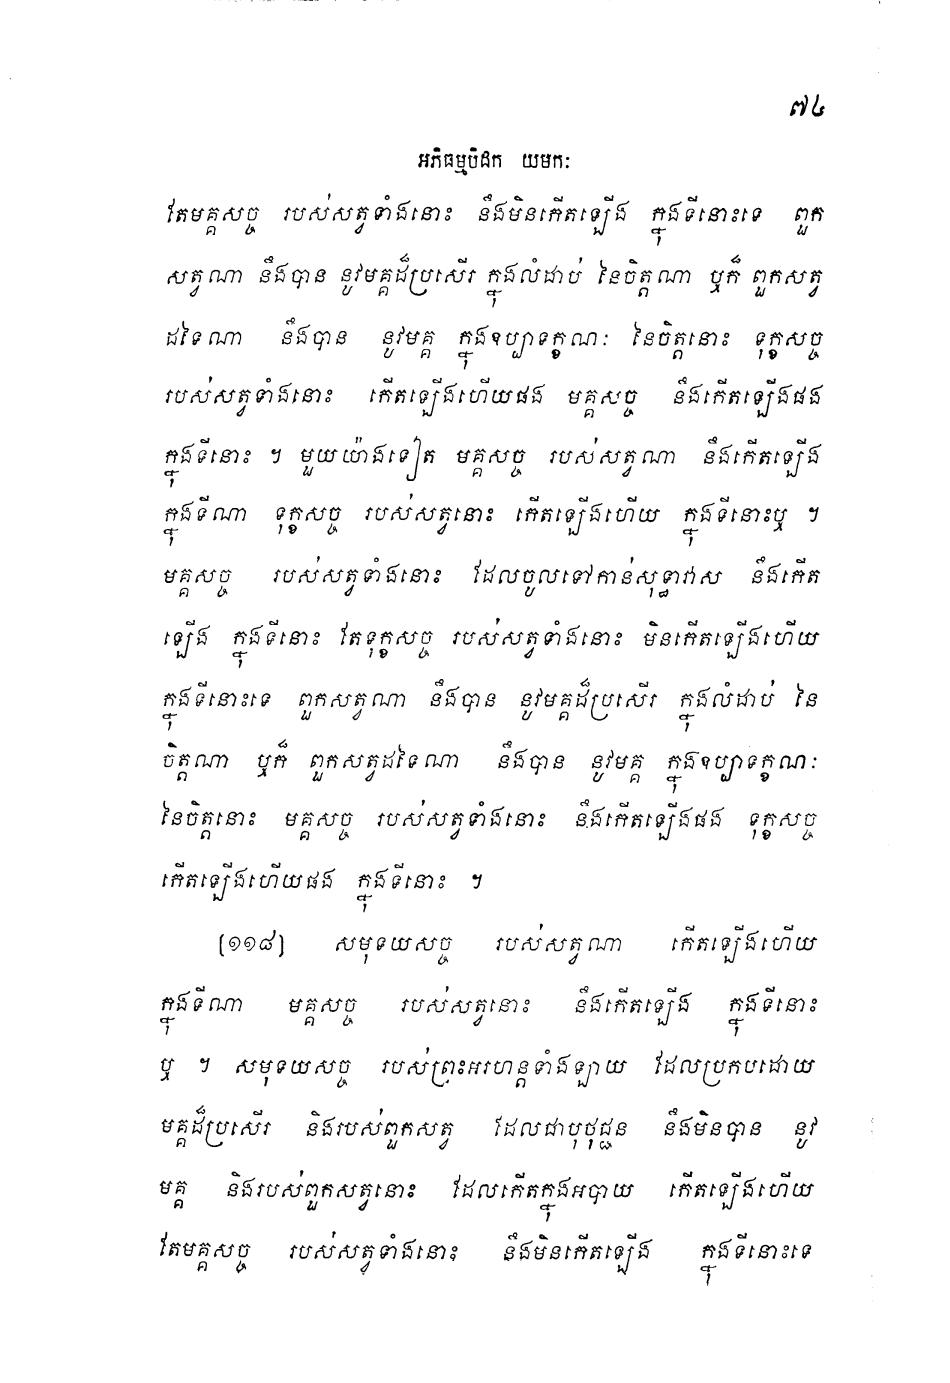 ៧៤
អភិធម្មបិដក យមកៈ
តែមគ្គសច្ច របស់សត្វទាំងនោះ នឹងមិនកើតឡើង ក្នុងទីនោះទេ ពួក
សត្វណា នឹងបាន នូវមគ្គដ៏ប្រសើរ ក្នុងលំដាប់ នៃចិត្តណា ឬក៏ ពួកសត្វ
ដទៃណា នឹងបាន នូវមគ្គ ក្នុងឧប្បាទក្ខណៈ នៃចិត្តនោះ ទុក្ខសច្ច
របស់សត្វទាំងនោះ កើតឡើងហើយផង មគ្គសច្ច នឹងកើតឡើងផង
ក្នុងទីនោះ ។ មួយយ៉ាងទៀត មគ្គសច្ច របស់សត្វណា នឹងកើតឡើង
ក្នុងទីណា ទុក្ខសច្ច របស់សត្វនោះ កើតឡើងហើយ ក្នុងទីនោះឬ ។
មគ្គសច្ច របស់សត្វទាំងនោះ ដែលចូលទៅកាន់សុទ្ធាវាស នឹងកើត
ឡើង ក្នុងទីនោះ តែទុក្ខសច្ច របស់សត្វទាំងនោះ មិនកើតឡើងហើយ
ក្នុងទីនោះទេ ពួកសត្វណា នឹងបាន នូវមគ្គដ៏ប្រសើរ ក្នុងលំដាប់ នៃ
ចិត្តណា ឬក៏ ពួកសត្វដទៃណា នឹងបាន នូវមគ្គ ក្នុងឧប្បាទក្ខណៈ
នៃចិត្តនោះ មគ្គសច្ច របស់សត្វទាំងនោះ នឹងកើតឡើងផង ទុក្ខសច្ច
កើតឡើងហើយផង ក្នុងទីនោះ ។
[១១៨] សមុទយសច្ច របស់សត្វណា កើតឡើងហើយ
ក្នុងទីណា មគ្គសច្ច របស់សត្វនោះ នឹងកើតឡើង ក្នុងទីនោះ
ឬ ។ សមុទយសច្ច របស់ព្រះអរហន្តទាំងឡាយ ដែលប្រកបដោយ
មគ្គដ៏ប្រសើរ និងរបស់ពួកសត្វ ដែលជាបុថុជ្ជន នឹងមិនបាន នូវ
មគ្គ និងរបស់ពួកសត្វនោះ ដែលកើតក្នុងអបាយ កើតឡើងហើយ
តែមគ្គសច្ច របស់សត្វទាំងនោះ នឹងមិនកើតឡើង ក្នុងទីនោះទេ